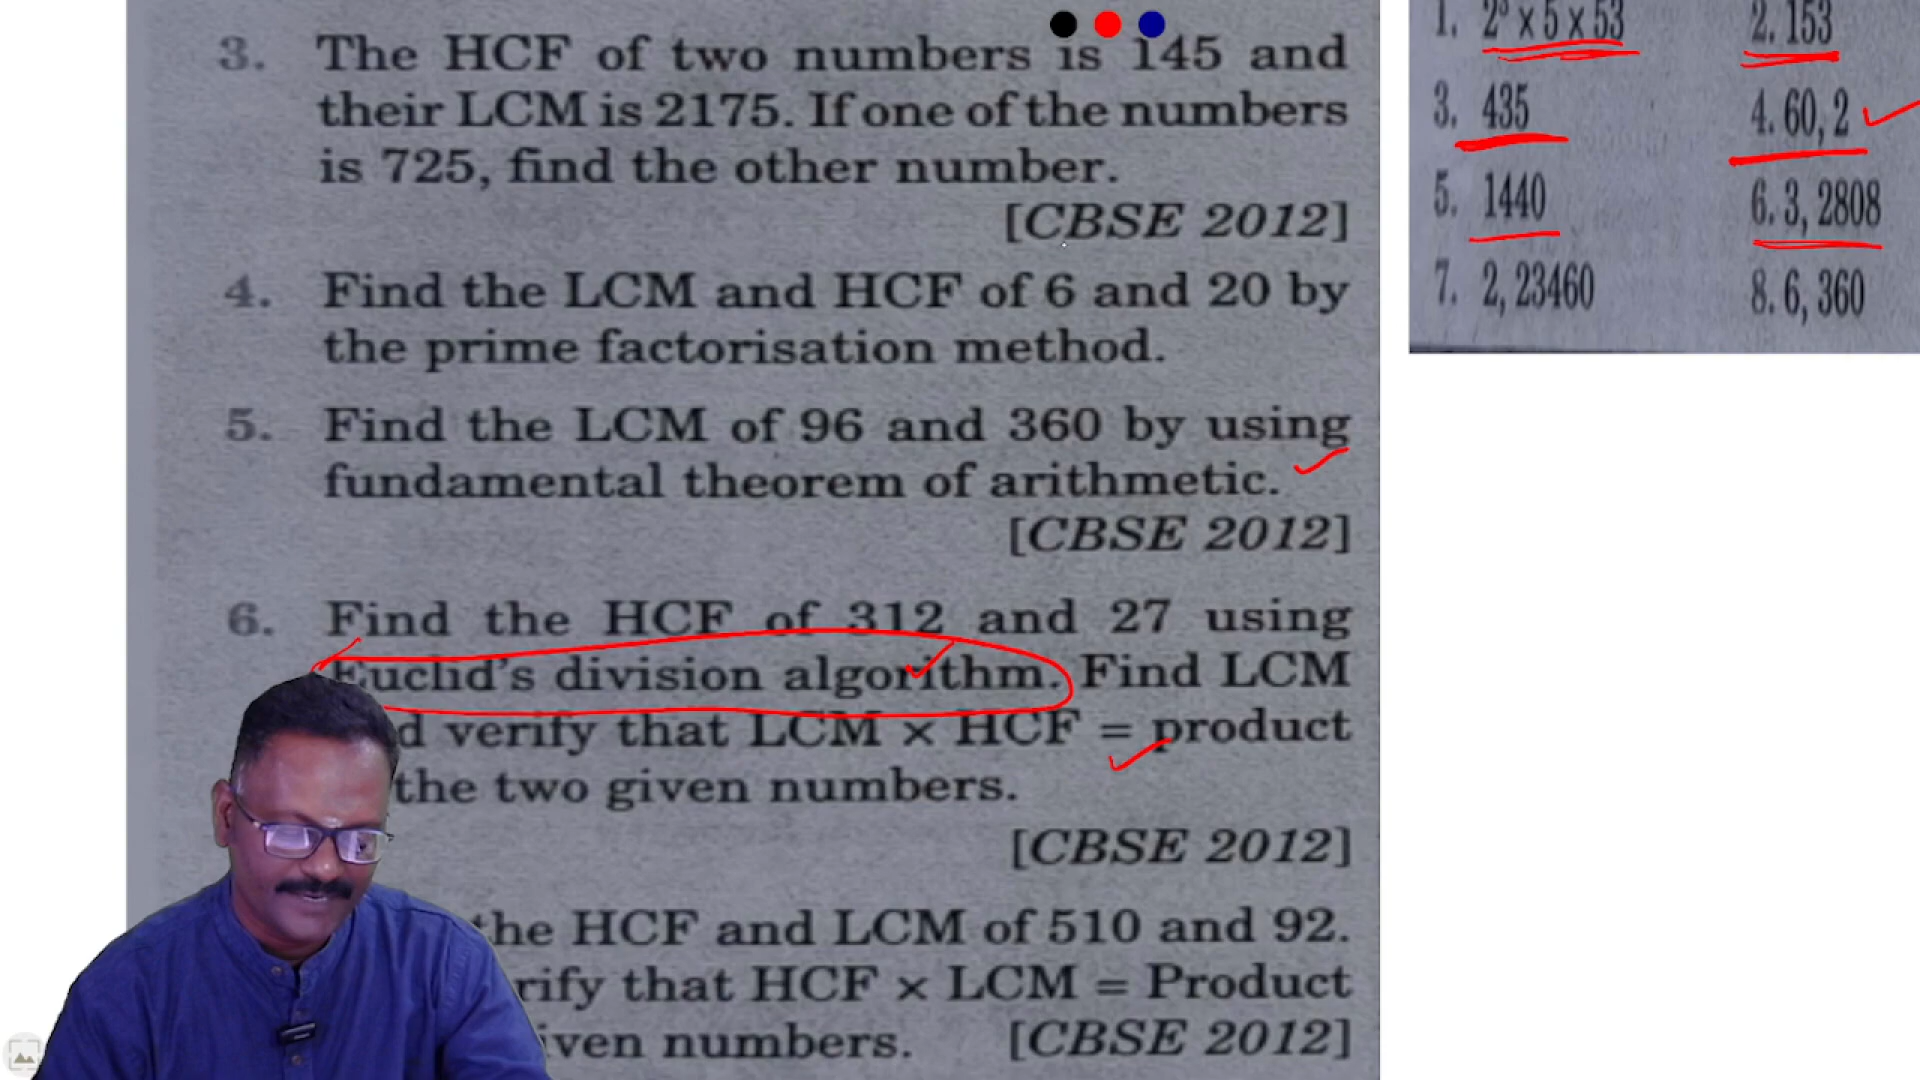 3. The HCF of two numbers is 145 and
their LCM is 2175. If one of the numbers
is 725, find the other number.
[CBSE 2012]
4. Find the LCM and HCF of 6 and 20 by
the prime factorisation method.
5. Find the LCM of 96 and 360 by using
fundamental theorem of arithmetic.
[CBSE 2012]
6. Find the HCF of 312 and 27 using
Euclid's division algorithm. Find LCM
d verify that LCM × HCF = product
the two given numbers.
[CBSE 2012]
the HCF and LCM of 510 and 92.
rify that HCF × LCM = Product
iven numbers. [CBSE 2012]
1. 2³ × 5 × 53 2. 153
3. 435 4. 60, 2
5. 1440 6. 3, 2808
7. 2, 23460 8. 6, 360